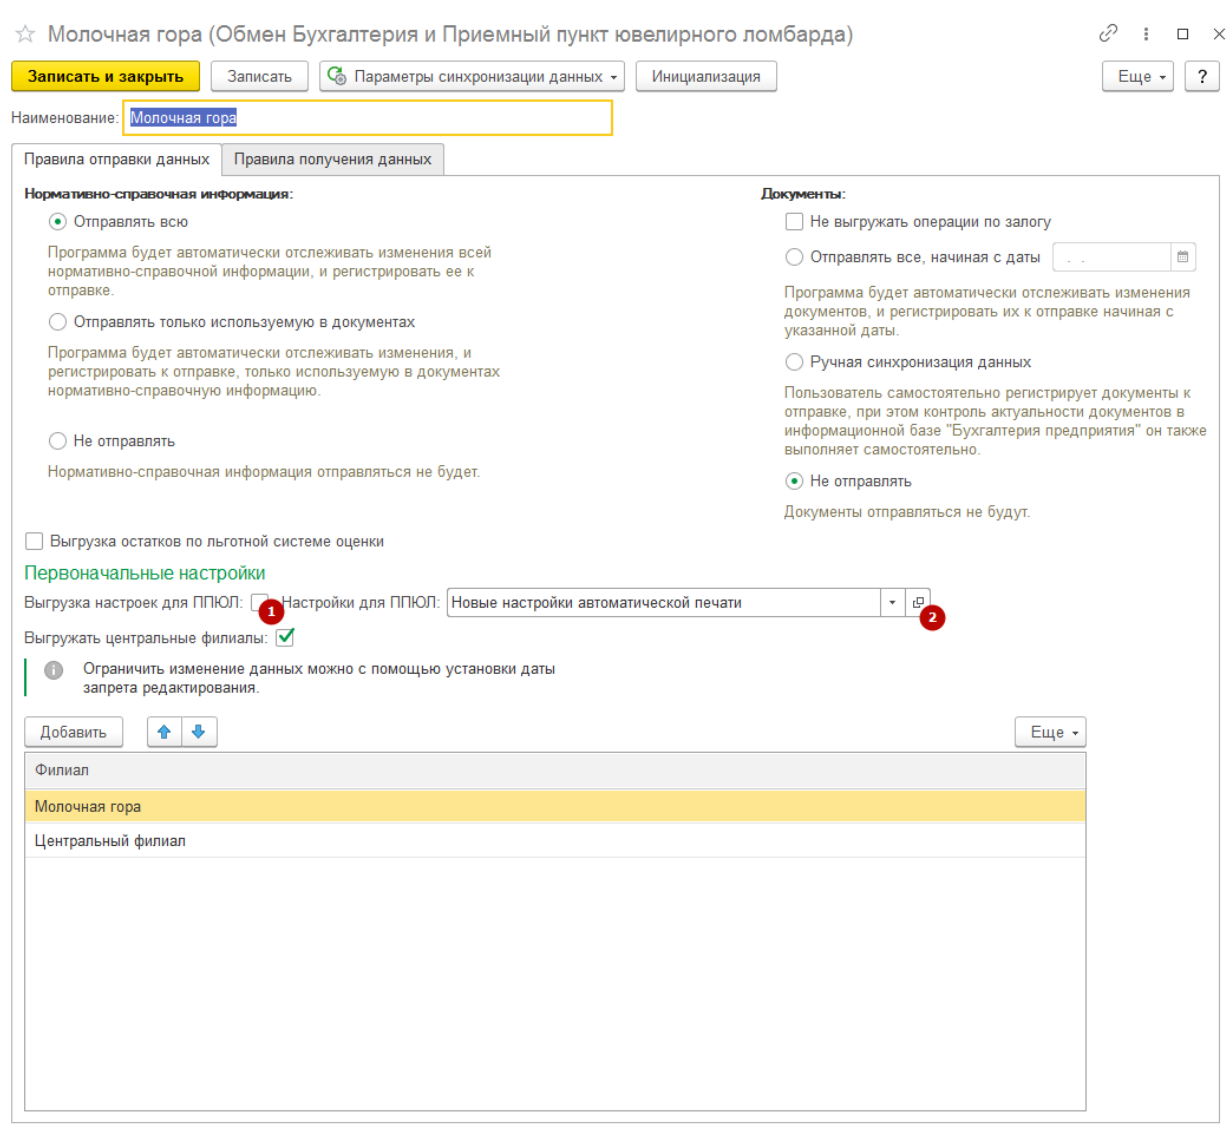 Молочная гора (Обмен Бухгалтерия и Приемный пункт ювелирного ломбарда)
Записать и закрыть Записать Параметры синхронизации данных Инициализация Еще ?
Наименование: Молочная гора
Правила отправки данных Правила получения данных
Нормативно-справочная информация:
Отправлять всю
Программа будет автоматически отслеживать изменения всей
нормативно-справочной информации, и регистрировать ее к
отправке.
Отправлять только используемую в документах
Программа будет автоматически отслеживать изменения, и
регистрировать к отправке, только используемую в документах
нормативно-справочную информацию.
Не отправлять
Нормативно-справочная информация отправляться не будет.
Документы:
Не выгружать операции по залогу
Отправлять все, начиная с даты . .
Программа будет автоматически отслеживать изменения
документов, и регистрировать их к отправке начиная с
указанной даты.
Ручная синхронизация данных
Пользователь самостоятельно регистрирует документы к
отправке, при этом контроль актуальности документов в
информационной базе "Бухгалтерия предприятия" он также
выполняет самостоятельно.
Не отправлять
Документы отправляться не будут.
Выгрузка остатков по льготной системе оценки
Первоначальные настройки
Выгрузка настроек для ППЮЛ: 1 Настройки для ППЮЛ: Новые настройки автоматической печати 2
Выгружать центральные филиалы:
Ограничить изменение данных можно с помощью установки даты
запрета редактирования.
Добавить Еще
Филиал
Молочная гора
Центральный филиал